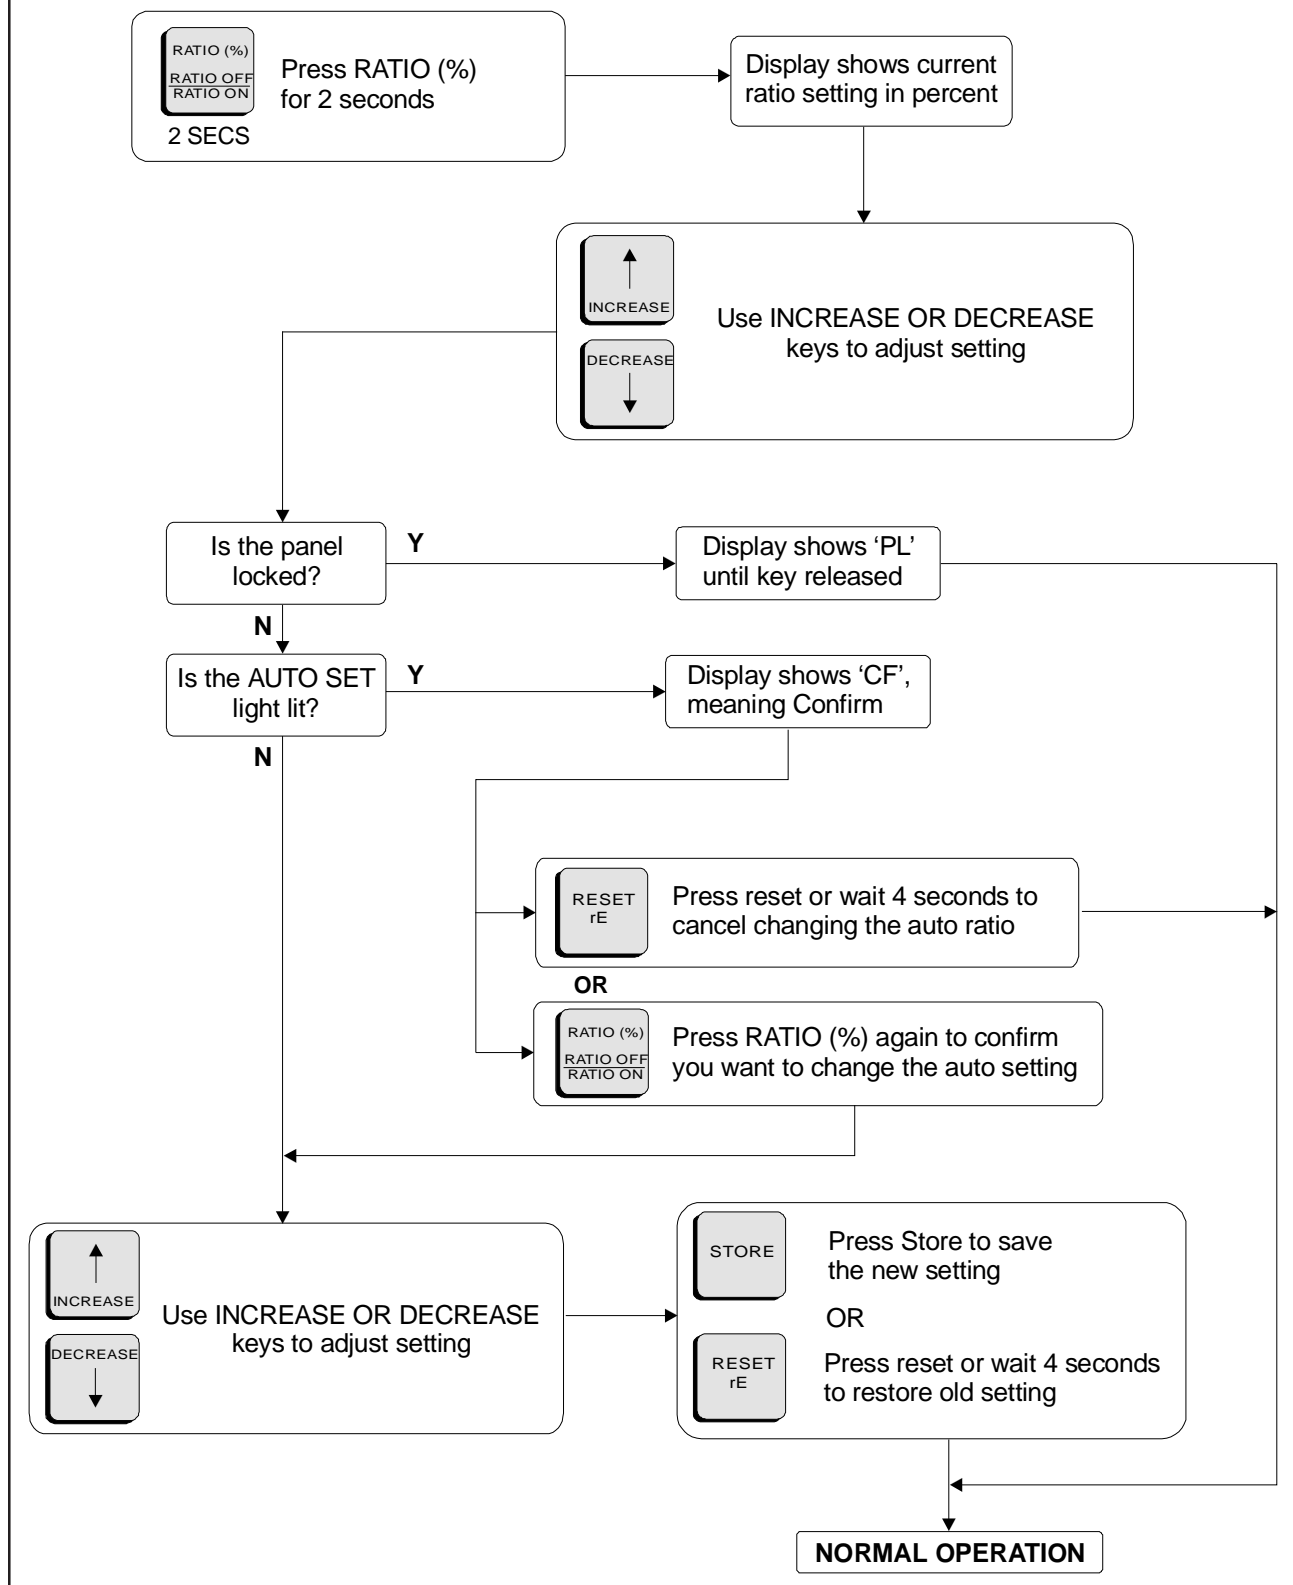 RATIO (%)
RATIO OFF
RATIO ON
2 SECS
Press RATIO (%)
for 2 seconds
Display shows current
ratio setting in percent
INCREASE
DECREASE
Use INCREASE OR DECREASE
keys to adjust setting
Is the panel
locked?
Y
N
Display shows ‘PL’
until key released
Is the AUTO SET
light lit?
Y
N
Display shows ‘CF’,
meaning Confirm
RESET
rE
Press reset or wait 4 seconds to
cancel changing the auto ratio
OR
RATIO (%)
RATIO OFF
RATIO ON
Press RATIO (%) again to confirm
you want to change the auto setting
INCREASE
DECREASE
Use INCREASE OR DECREASE
keys to adjust setting
STORE
Press Store to save
the new setting
OR
RESET
rE
Press reset or wait 4 seconds
to restore old setting
NORMAL OPERATION